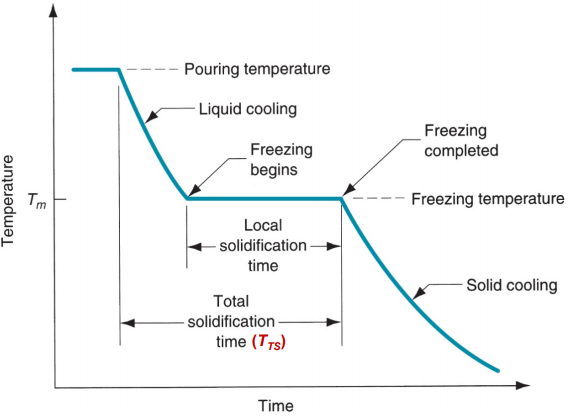 Pouring temperature
Liquid cooling
Freezing
completed
Freezing
begins
Temperature
Tm
Freezing temperature
Local
solidification
time
Solid cooling
Total
solidification
time (TTS)
Time